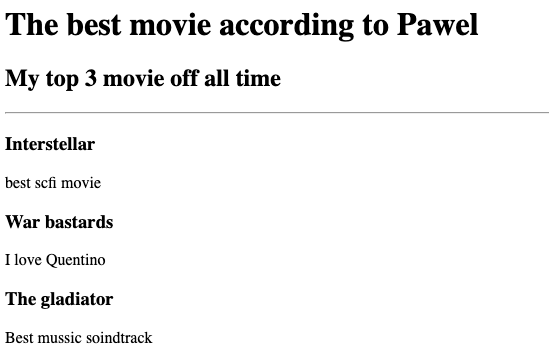 The best movie according to Pawel
My top 3 movie off all time
Interstellar
best scfi movie
War bastards
I love Quentino
The gladiator
Best mussic soindtrack